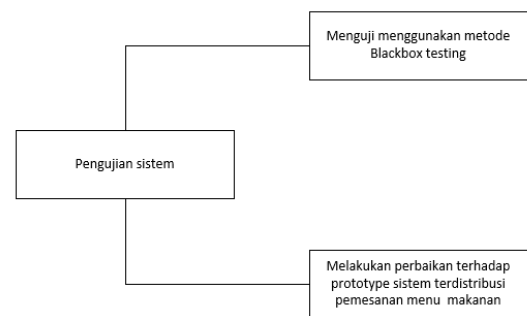 Menguji menggunakan metode
Blackbox testing
Pengujian sistem
Melakukan perbaikan terhadap
prototype sistem terdistribusi
pemesanan menu makanan